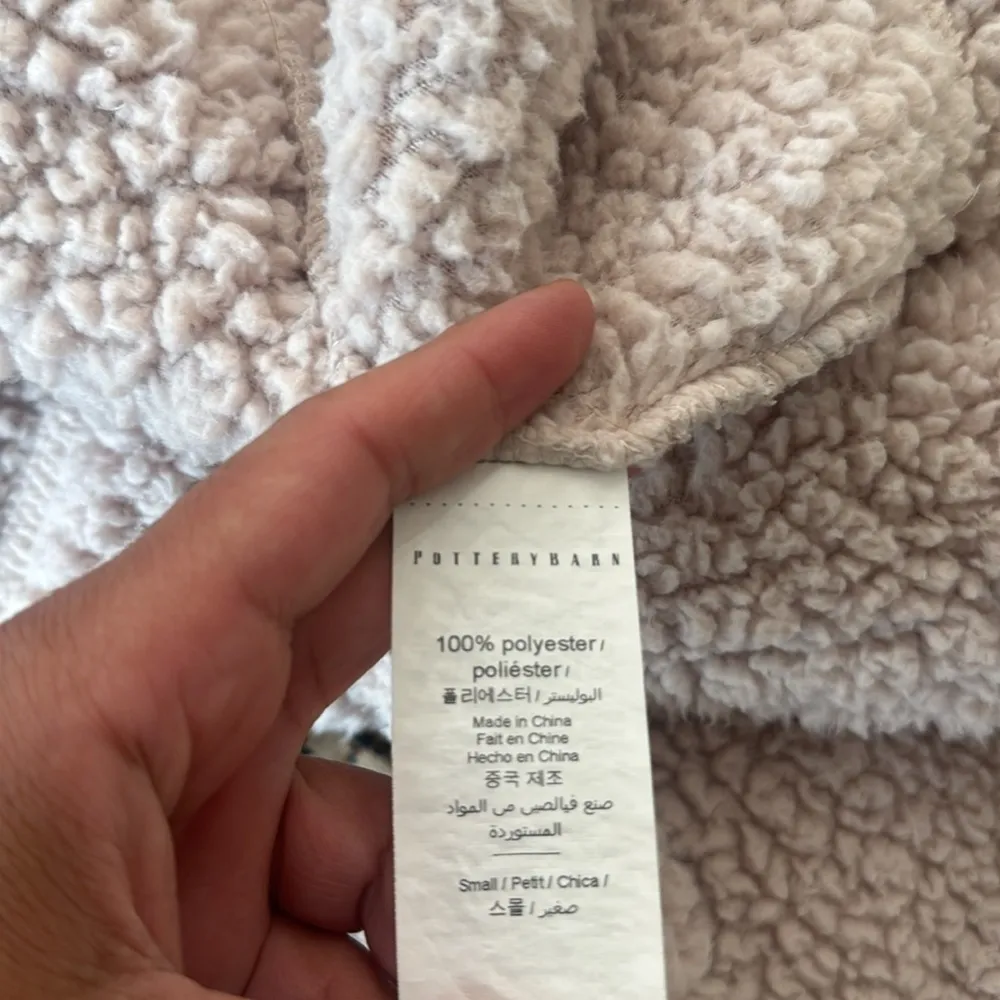 POTTERYBARN
100% polyester /
poliéster /
폴리에스터 / البوليستر
Made in China
Fait en Chine
Hecho en China
중국 제조
صنع فيالصين من المواد
المستوردة
Small / Petit / Chica /
스몰 / صغير